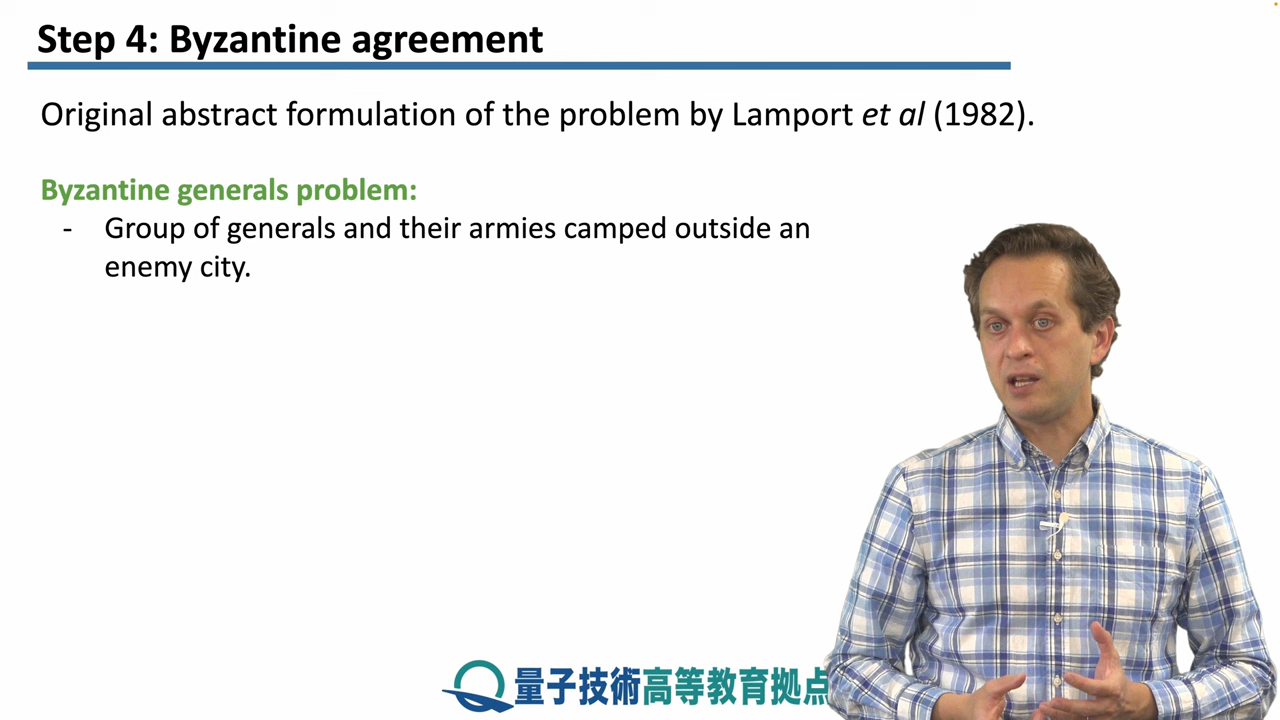 Step 4: Byzantine agreement
Original abstract formulation of the problem by Lamport et al (1982).
Byzantine generals problem:
- Group of generals and their armies camped outside an
enemy city.
量子技術高等教育拠点